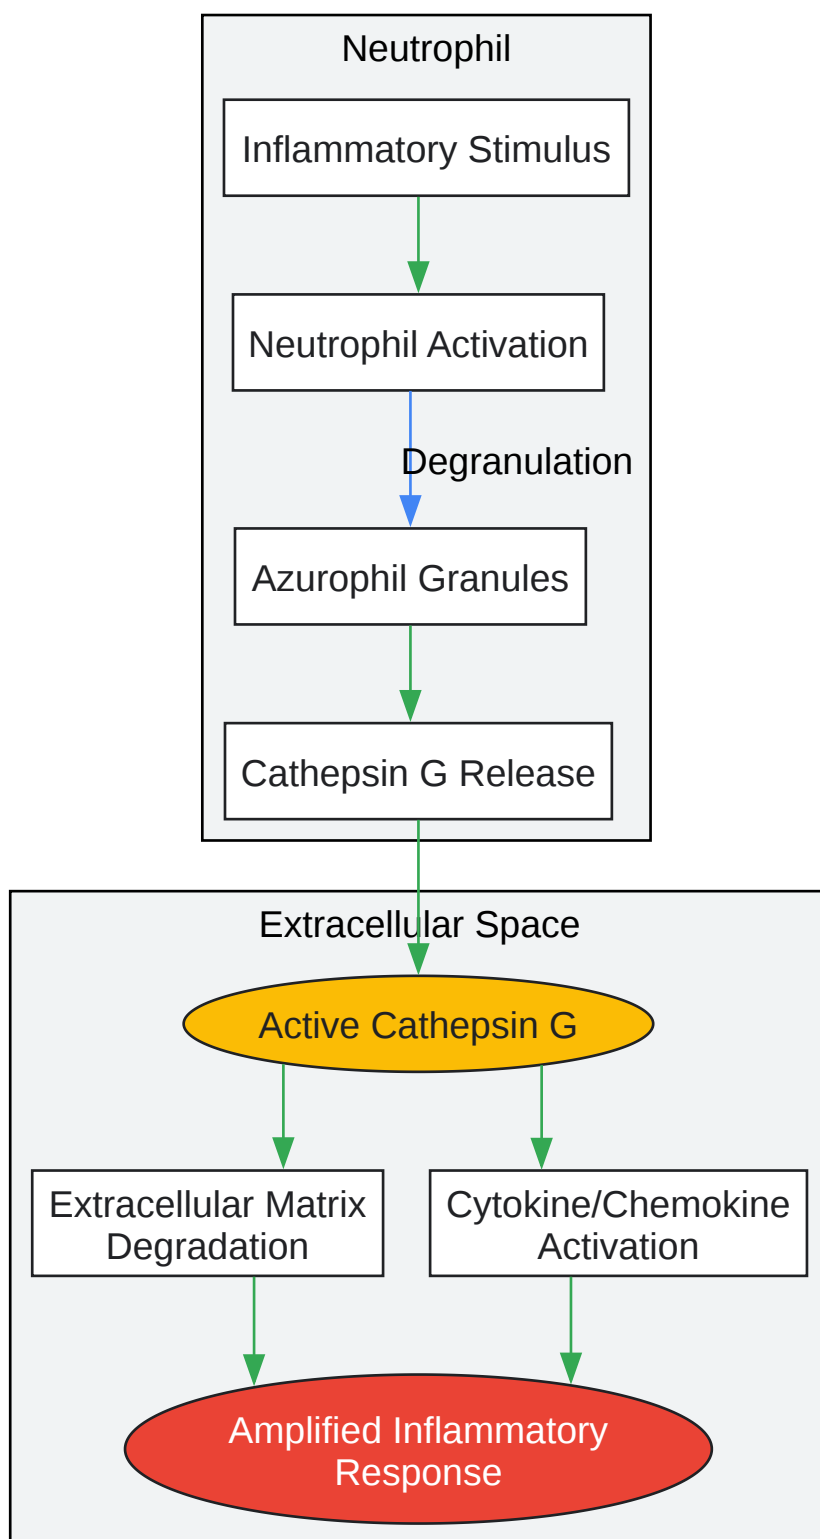 Neutrophil
Inflammatory Stimulus
Neutrophil Activation
Degranulation
Azurophil Granules
Cathepsin G Release
Extracellular Space
Active Cathepsin G
Extracellular Matrix
Degradation
Cytokine/Chemokine
Activation
Amplified Inflammatory
Response